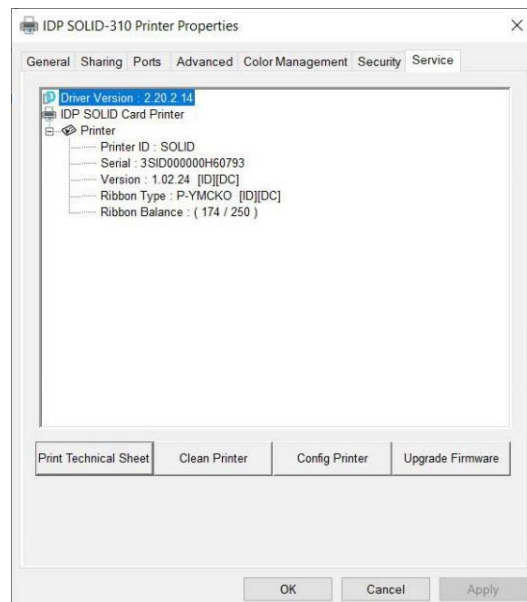 IDP SOLID-310 Printer Properties
General Sharing Ports Advanced Color Management Security Service
Driver Version : 2.20.2.14
IDP SOLID Card Printer
Printer
Printer ID : SOLID
Serial : 3SID000000H60793
Version : 1.02.24 [ID][DC]
Ribbon Type : P-YMCKO [ID][DC]
Ribbon Balance : ( 174 / 250 )
Print Technical Sheet Clean Printer Config Printer Upgrade Firmware
OK Cancel Apply